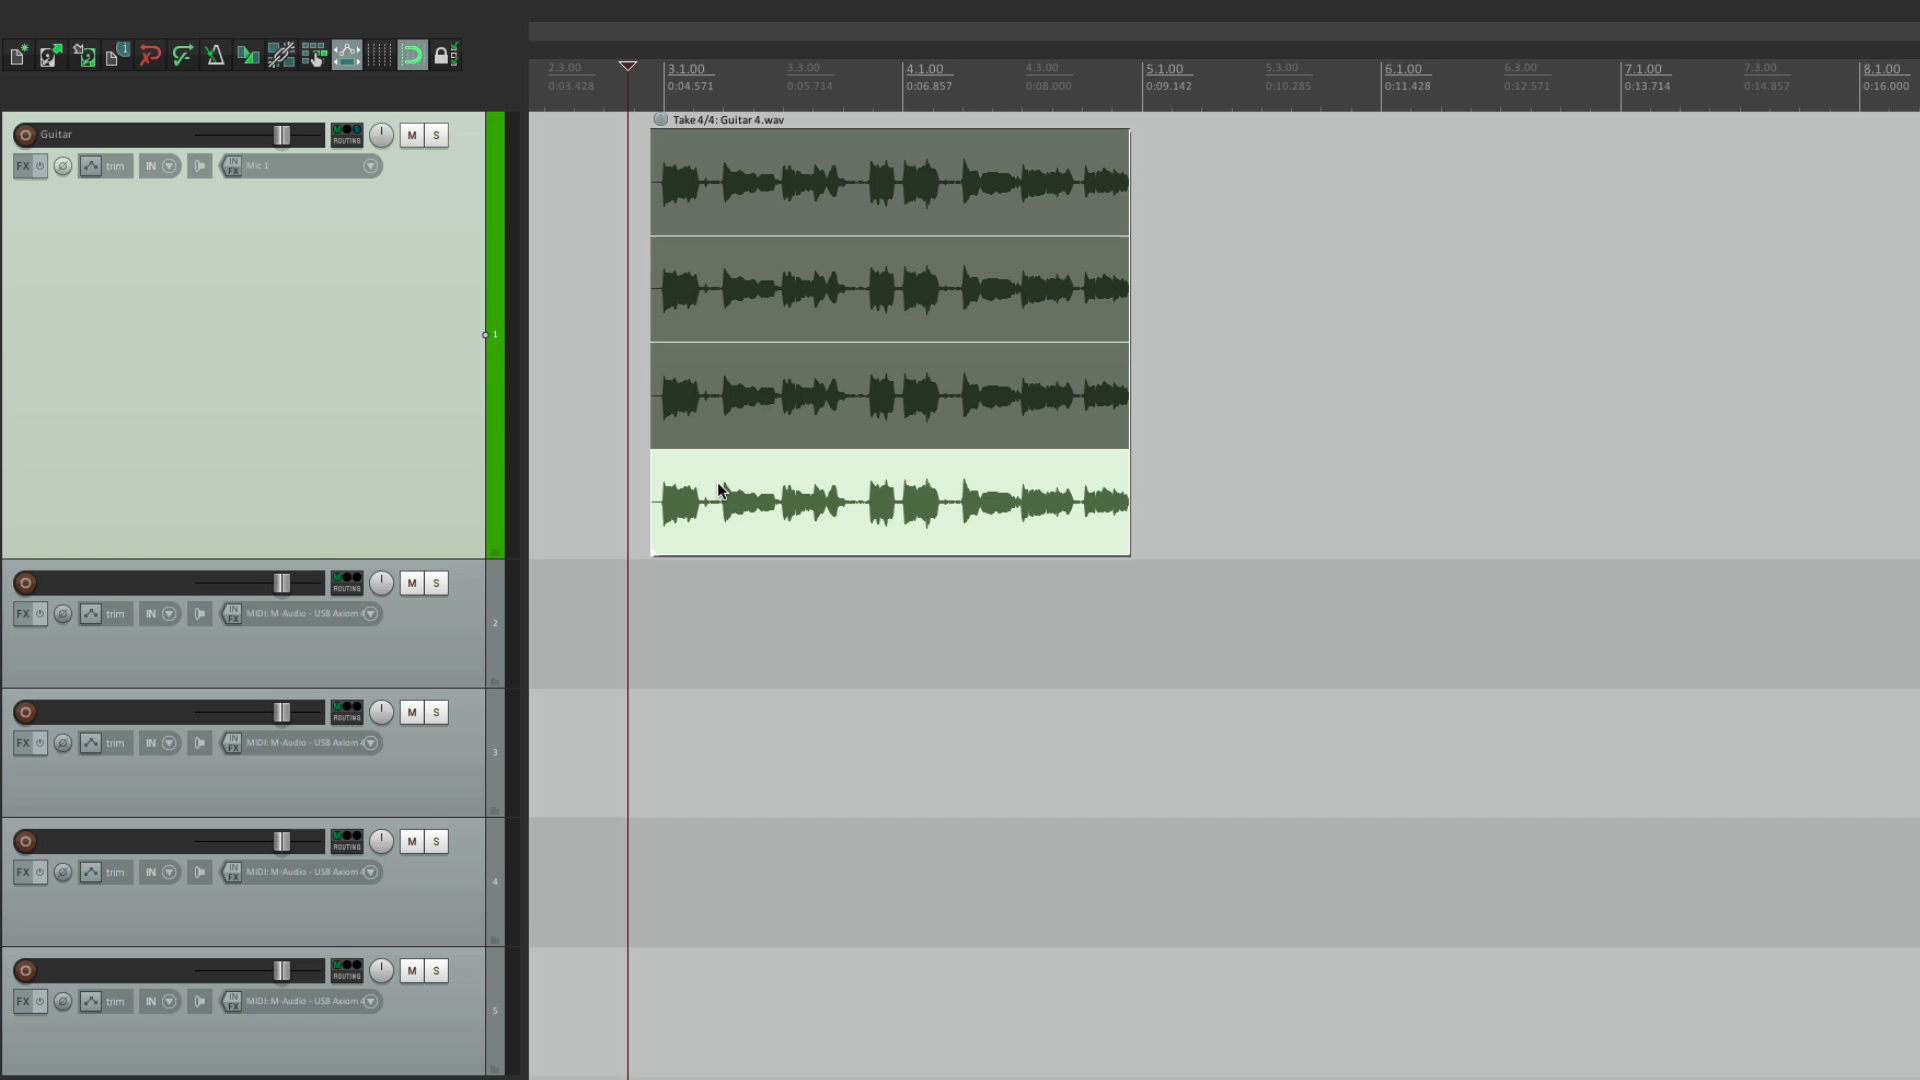 2.3.00 3.1.00 3.3.00 4.1.00 4.3.00 5.1.00 5.3.00 6.1.00 6.3.00 7.1.00 7.3.00 8.1.00
0:03.428 0:04.571 0:05.714 0:06.857 0:08.000 0:09.142 0:10.285 0:11.428 0:12.571 0:13.714 0:14.857 0:16.000
Take 4/4: Guitar 4.wav
Guitar M ROUTING M S
FX trim IN IN FX Mic 1
1
M ROUTING M S
FX trim IN IN FX MIDI: M-Audio - USB Axiom 4
2
M ROUTING M S
FX trim IN IN FX MIDI: M-Audio - USB Axiom 4
3
M ROUTING M S
FX trim IN IN FX MIDI: M-Audio - USB Axiom 4
4
M ROUTING M S
FX trim IN IN FX MIDI: M-Audio - USB Axiom 4
5